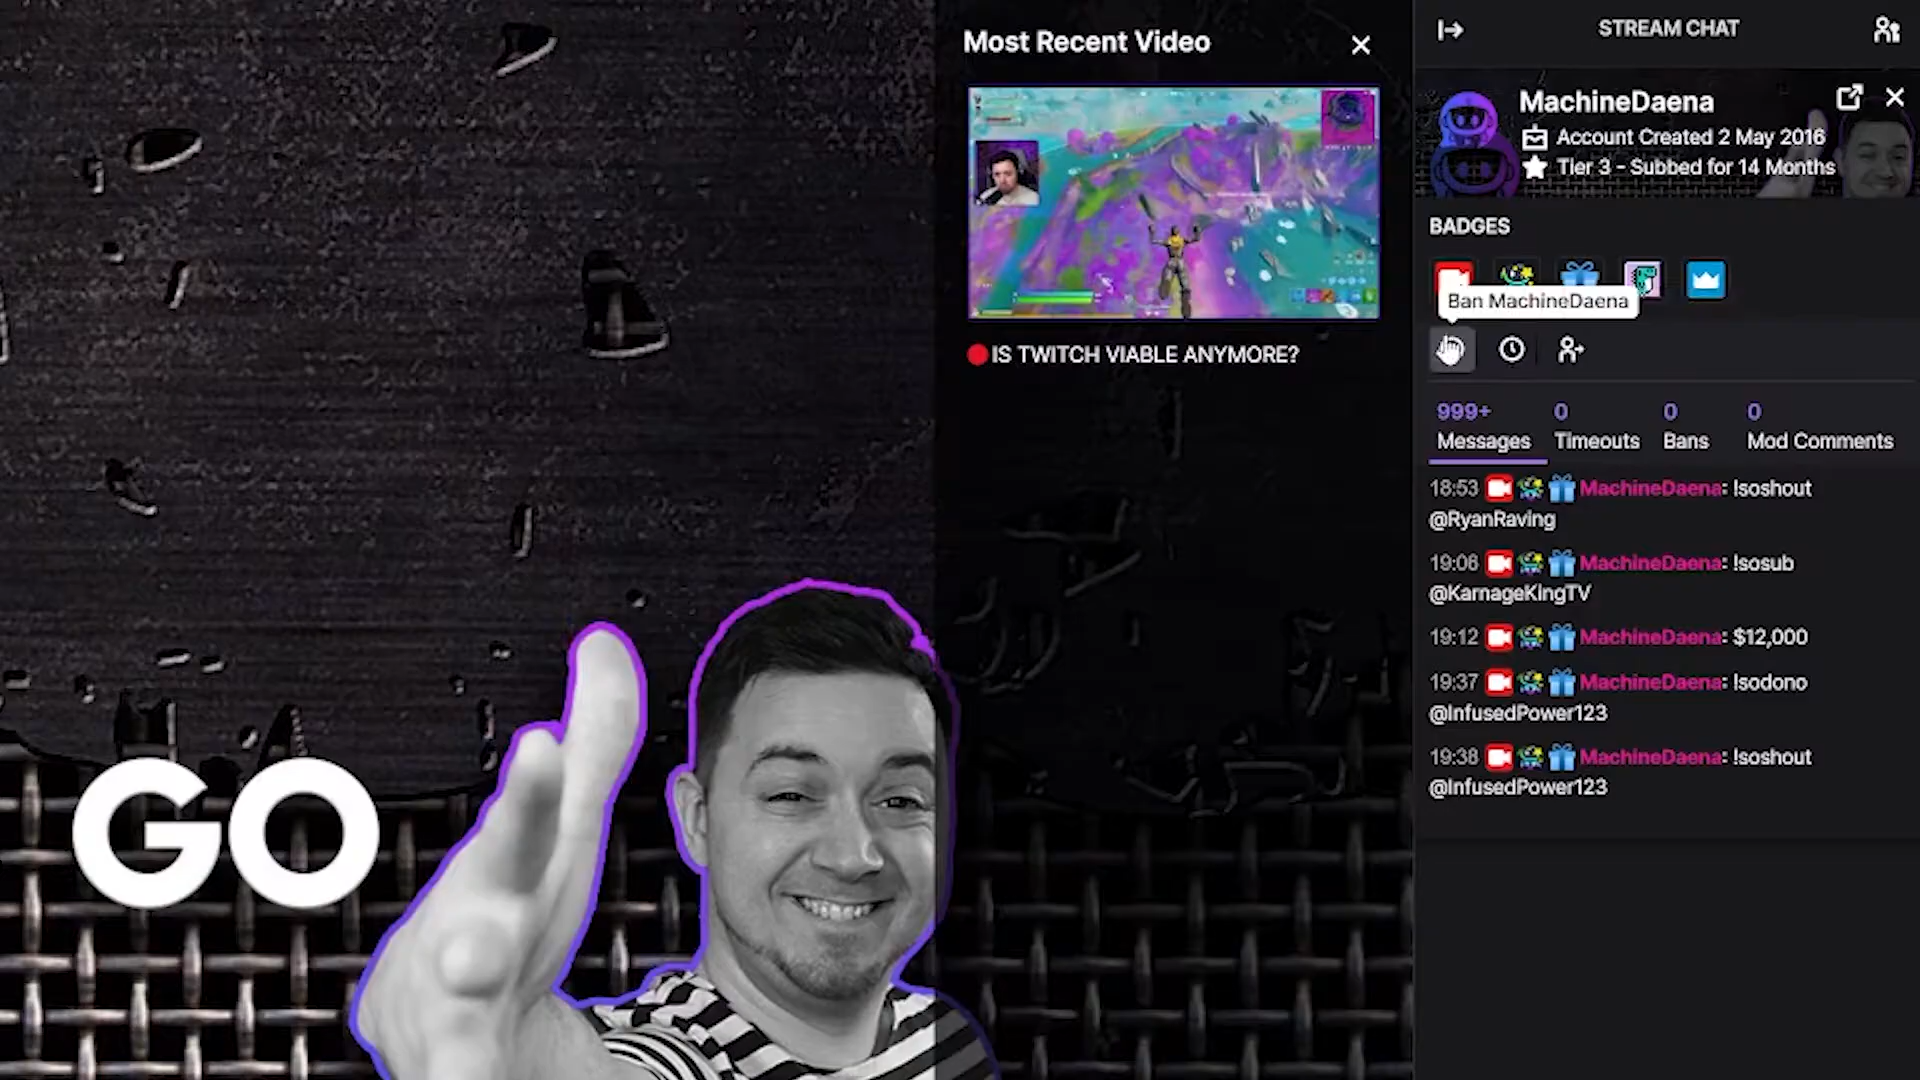 GO
Most Recent Video
IS TWITCH VIABLE ANYMORE?
STREAM CHAT
MachineDaena
Account Created 2 May 2016
Tier 3 - Subbed for 14 Months
BADGES
Ban MachineDaena
999+ 0 0 0
Messages Timeouts Bans Mod Comments
18:53 MachineDaena: !soshout
@RyanRaving
19:06 MachineDaena: !sosub
@KarnageKingTV
19:12 MachineDaena: $12,000
19:37 MachineDaena: !sodono
@InfusedPower123
19:38 MachineDaena: !soshout
@InfusedPower123